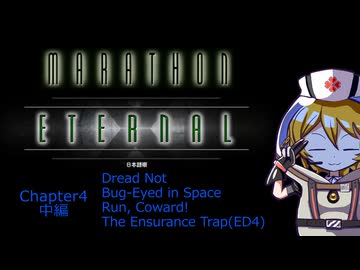 MARATHON
ETERNAL
日本語版
Chapter4
中編
Dread Not
Bug-Eyed in Space
Run, Coward!
The Ensurance Trap(ED4)